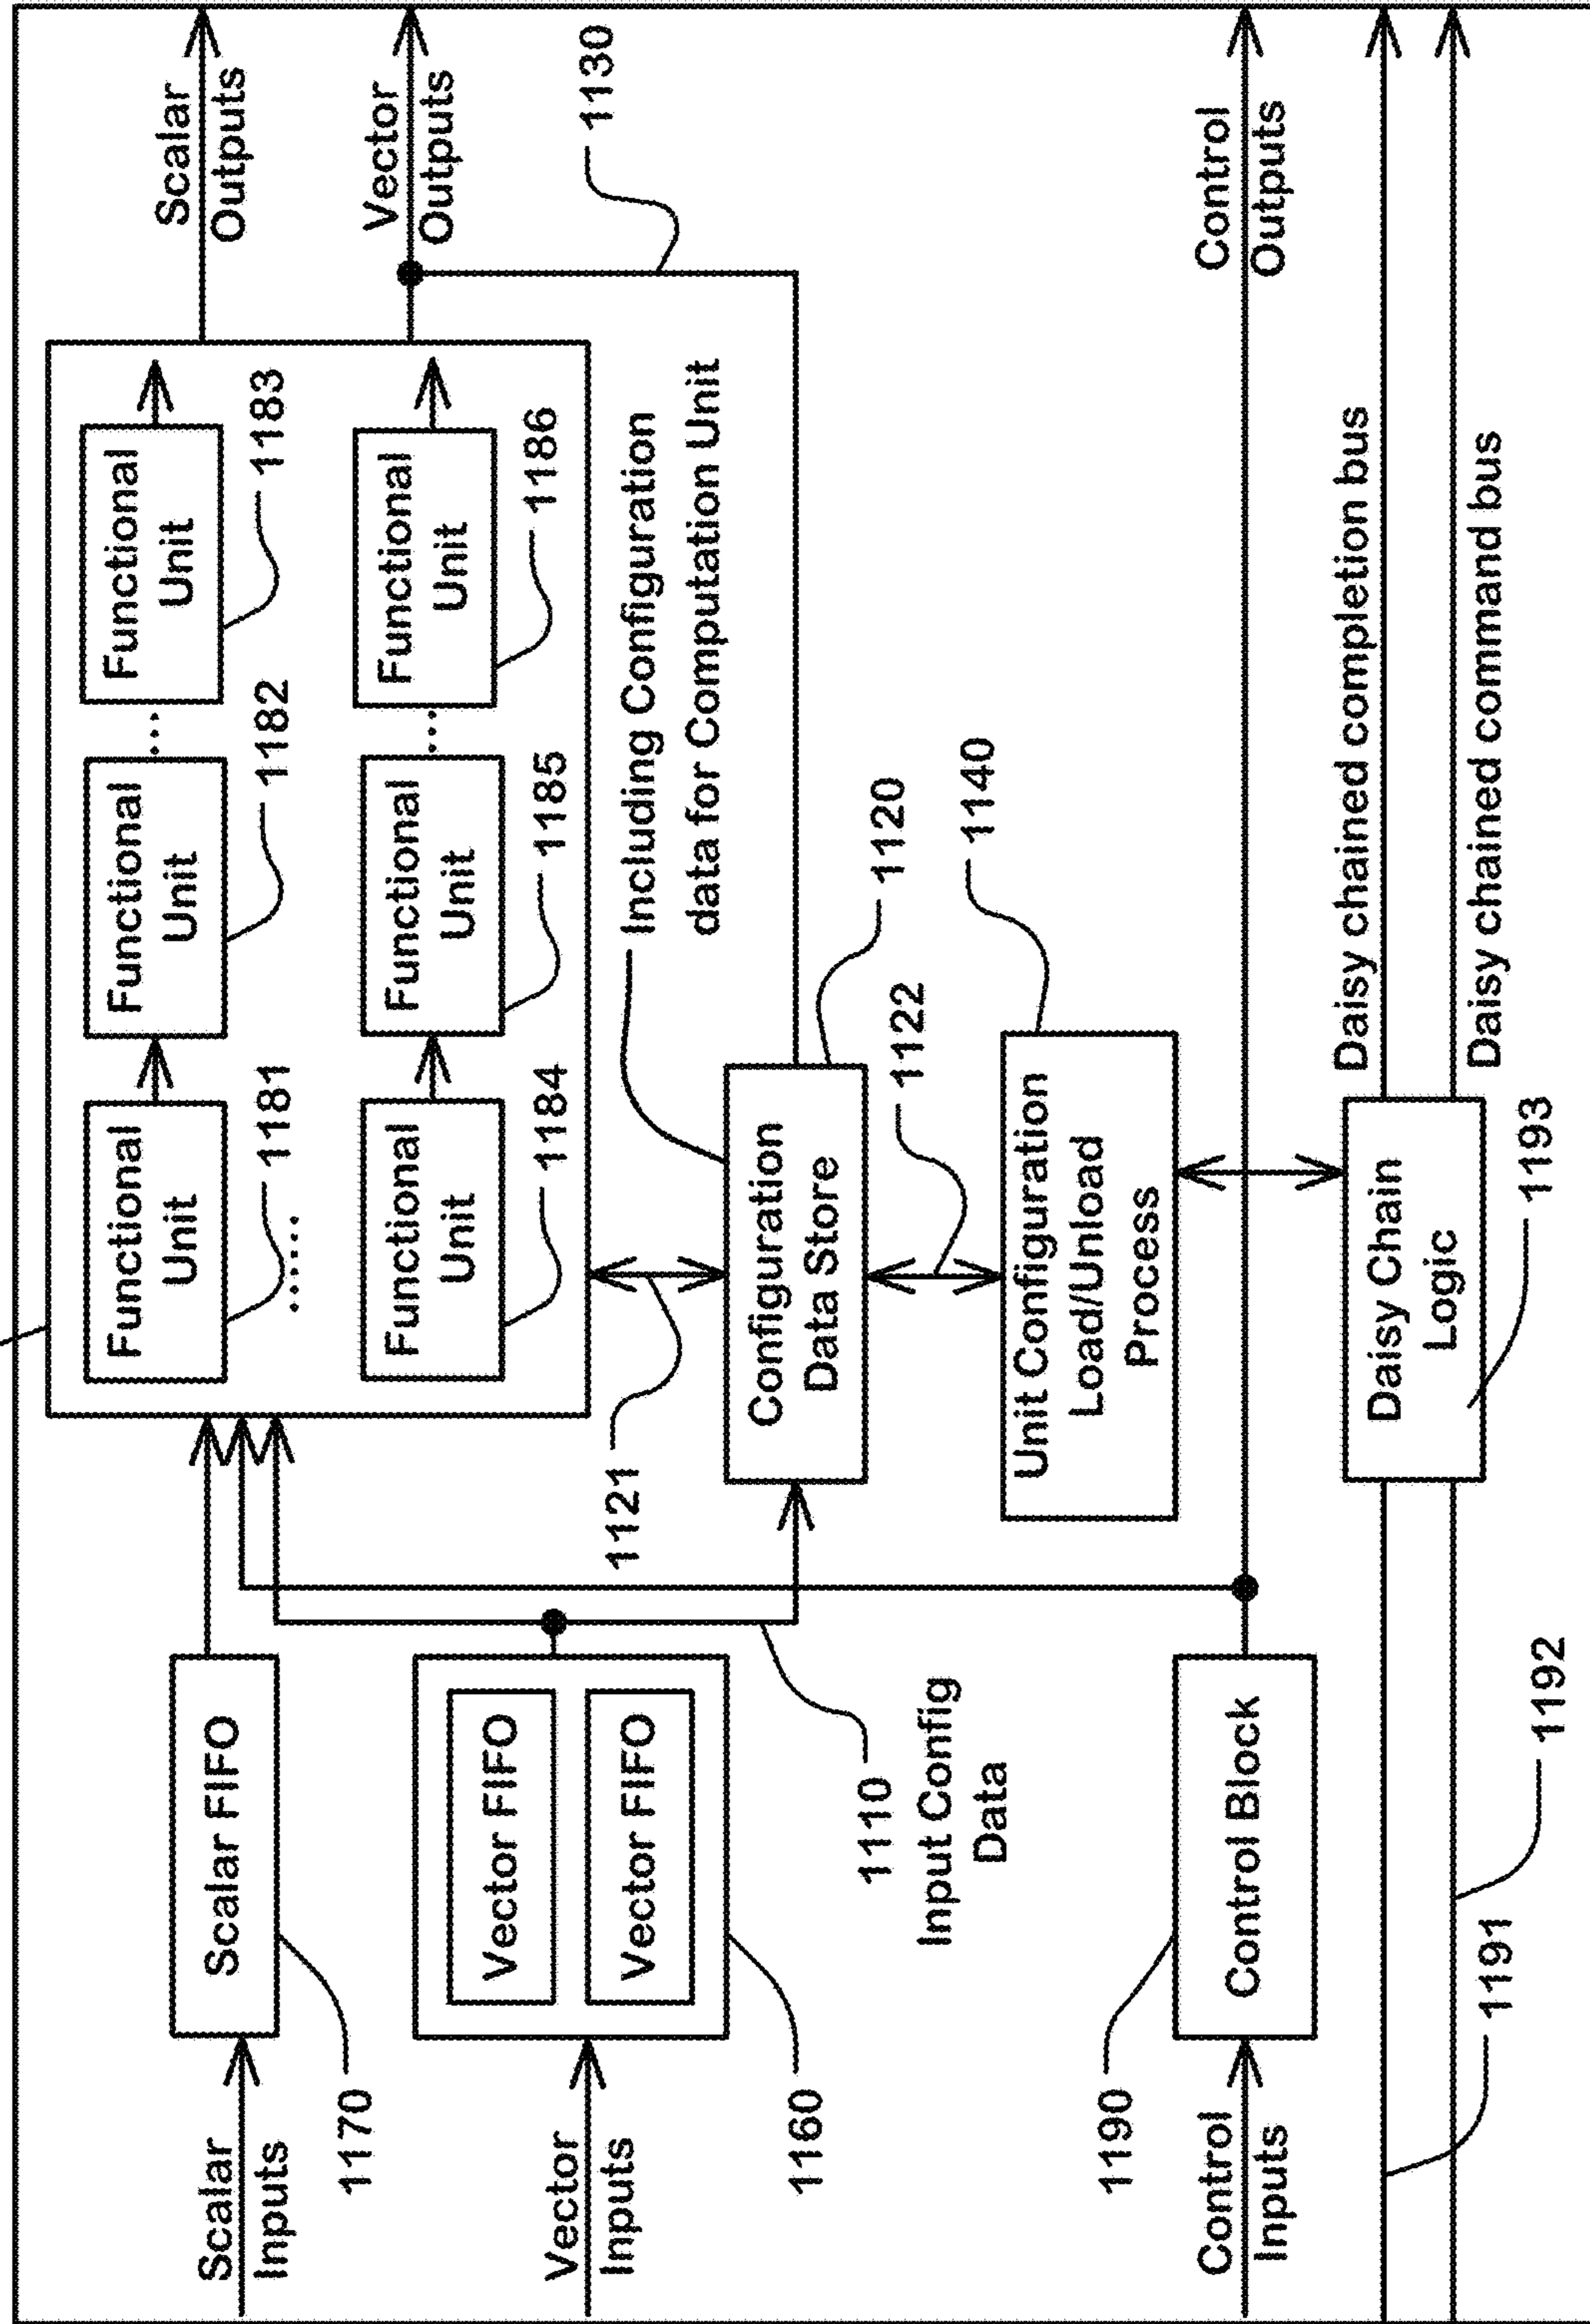 Scalar
Inputs
1170
Scalar FIFO
Vector
Inputs
1160
Vector FIFO
Vector FIFO
1110
Input Config
Data
Control
Inputs
1190
Control Block
1191
1192
Functional
Unit
1181
......
Functional
Unit
1182
...
Functional
Unit
1183
Functional
Unit
1184
Functional
Unit
1185
...
Functional
Unit
1186
Scalar
Outputs
Vector
Outputs
1130
1121
Including Configuration
data for Computation Unit
Configuration
Data Store
1120
1122
Unit Configuration
Load/Unload
Process
1140
Control
Outputs
Daisy Chain
Logic
1193
Daisy chained completion bus
Daisy chained command bus